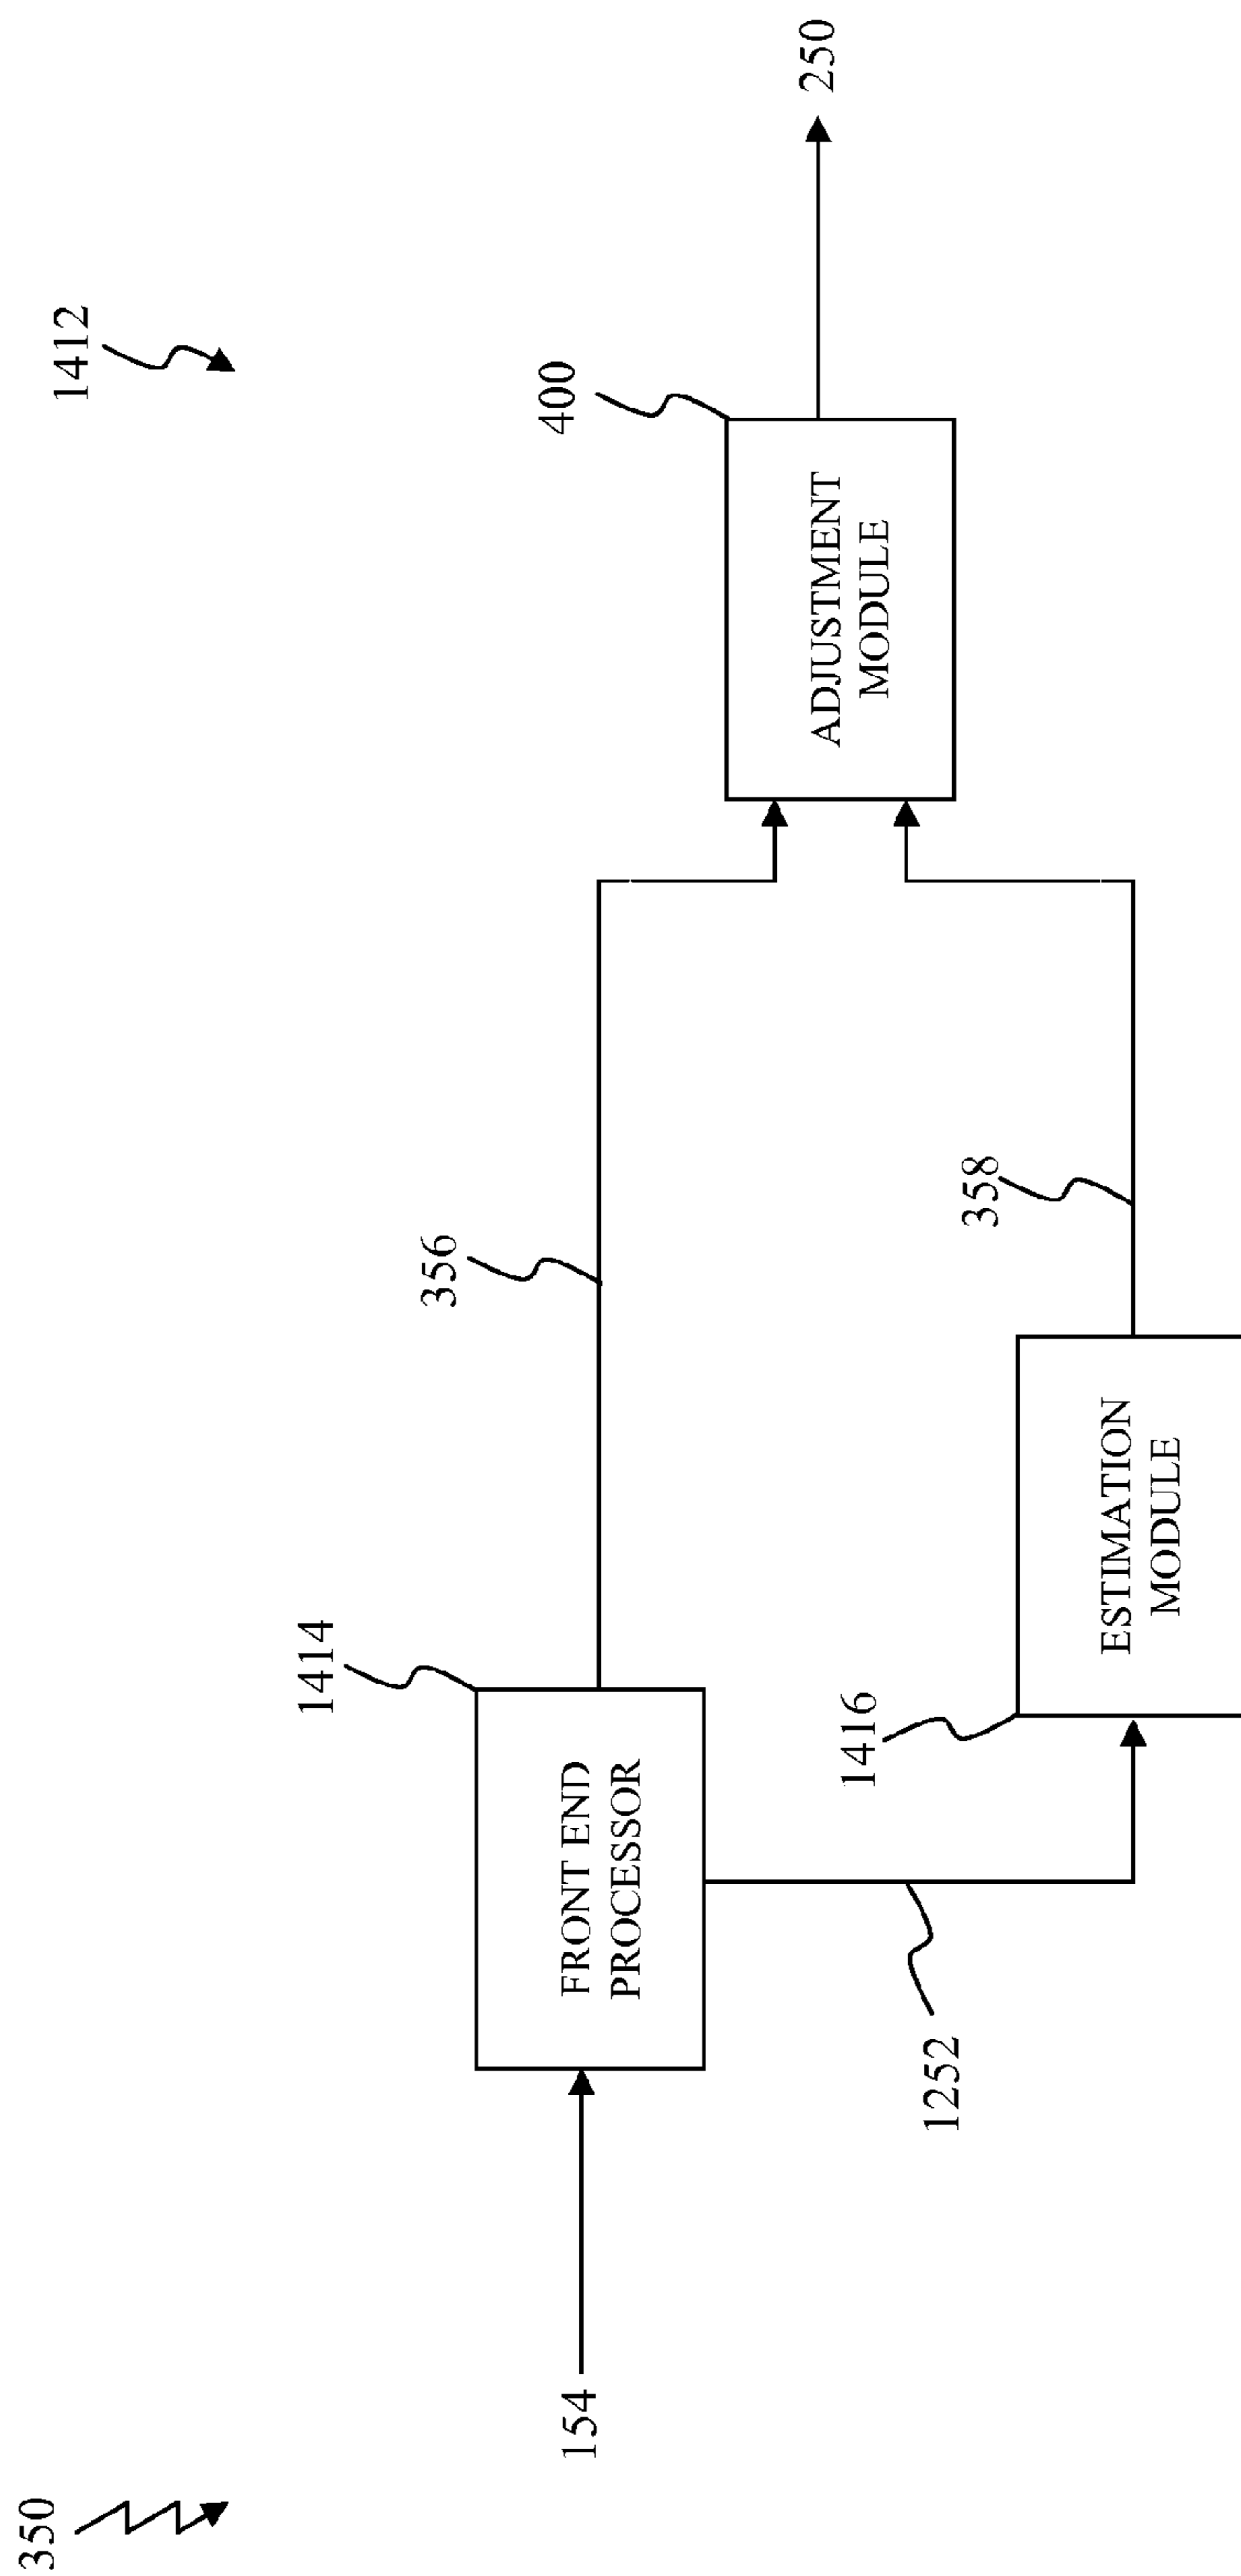 350
1412
154
FRONT END
PROCESSOR
1414
356
400
ADJUSTMENT
MODULE
250
1252
1416
ESTIMATION
MODULE
358